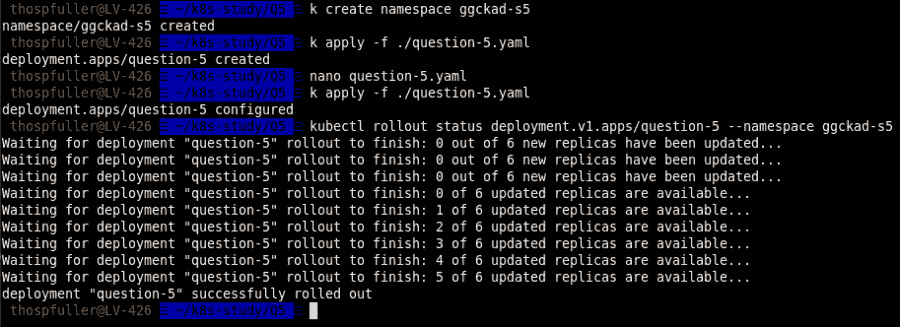 thospfuller@LV-426 ≡ ~/k8s-study/Q5 ≡ k create namespace ggckad-s5
namespace/ggckad-s5 created
thospfuller@LV-426 ≡ ~/k8s-study/Q5 ≡ k apply -f ./question-5.yaml
deployment.apps/question-5 created
thospfuller@LV-426 ≡ ~/k8s-study/Q5 ≡ nano question-5.yaml
thospfuller@LV-426 ≡ ~/k8s-study/Q5 ≡ k apply -f ./question-5.yaml
deployment.apps/question-5 configured
thospfuller@LV-426 ≡ ~/k8s-study/Q5 ≡ kubectl rollout status deployment.v1.apps/question-5 --namespace ggckad-s5
Waiting for deployment "question-5" rollout to finish: 0 out of 6 new replicas have been updated...
Waiting for deployment "question-5" rollout to finish: 0 out of 6 new replicas have been updated...
Waiting for deployment "question-5" rollout to finish: 0 out of 6 new replicas have been updated...
Waiting for deployment "question-5" rollout to finish: 0 of 6 updated replicas are available...
Waiting for deployment "question-5" rollout to finish: 1 of 6 updated replicas are available...
Waiting for deployment "question-5" rollout to finish: 2 of 6 updated replicas are available...
Waiting for deployment "question-5" rollout to finish: 3 of 6 updated replicas are available...
Waiting for deployment "question-5" rollout to finish: 4 of 6 updated replicas are available...
Waiting for deployment "question-5" rollout to finish: 5 of 6 updated replicas are available...
deployment "question-5" successfully rolled out
thospfuller@LV-426 ≡ ~/k8s-study/Q5 ≡